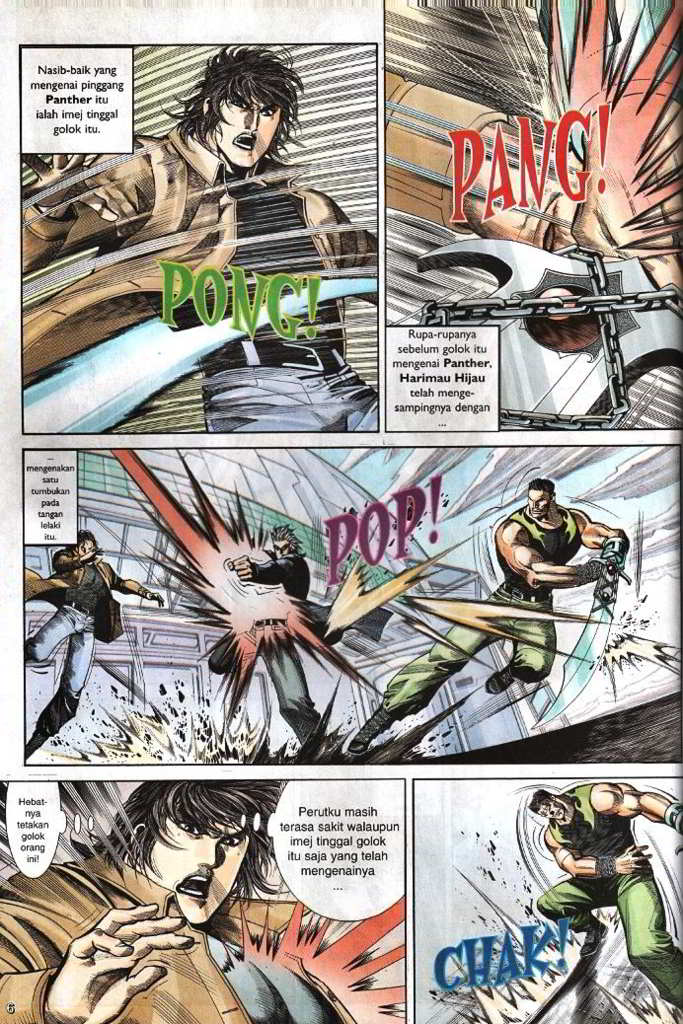 Nasib-baik yang
mengenai pinggang
Panther itu
ialah imej tinggal
golok itu.
PONG!
PANG!
Rupa-rupanya
sebelum golok itu
mengenai Panther,
Harimau Hijau
telah menge-
sampingnya dengan
...
...
mengenakan
satu
tumbukan
pada
tangan
lelaki
itu.
POP!
Hebat-
nya
tetakan
golok
orang
ini!
Perutku masih
terasa sakit walaupun
imej tinggal golok
itu saja yang telah
mengenainya
...
CHAK!
6